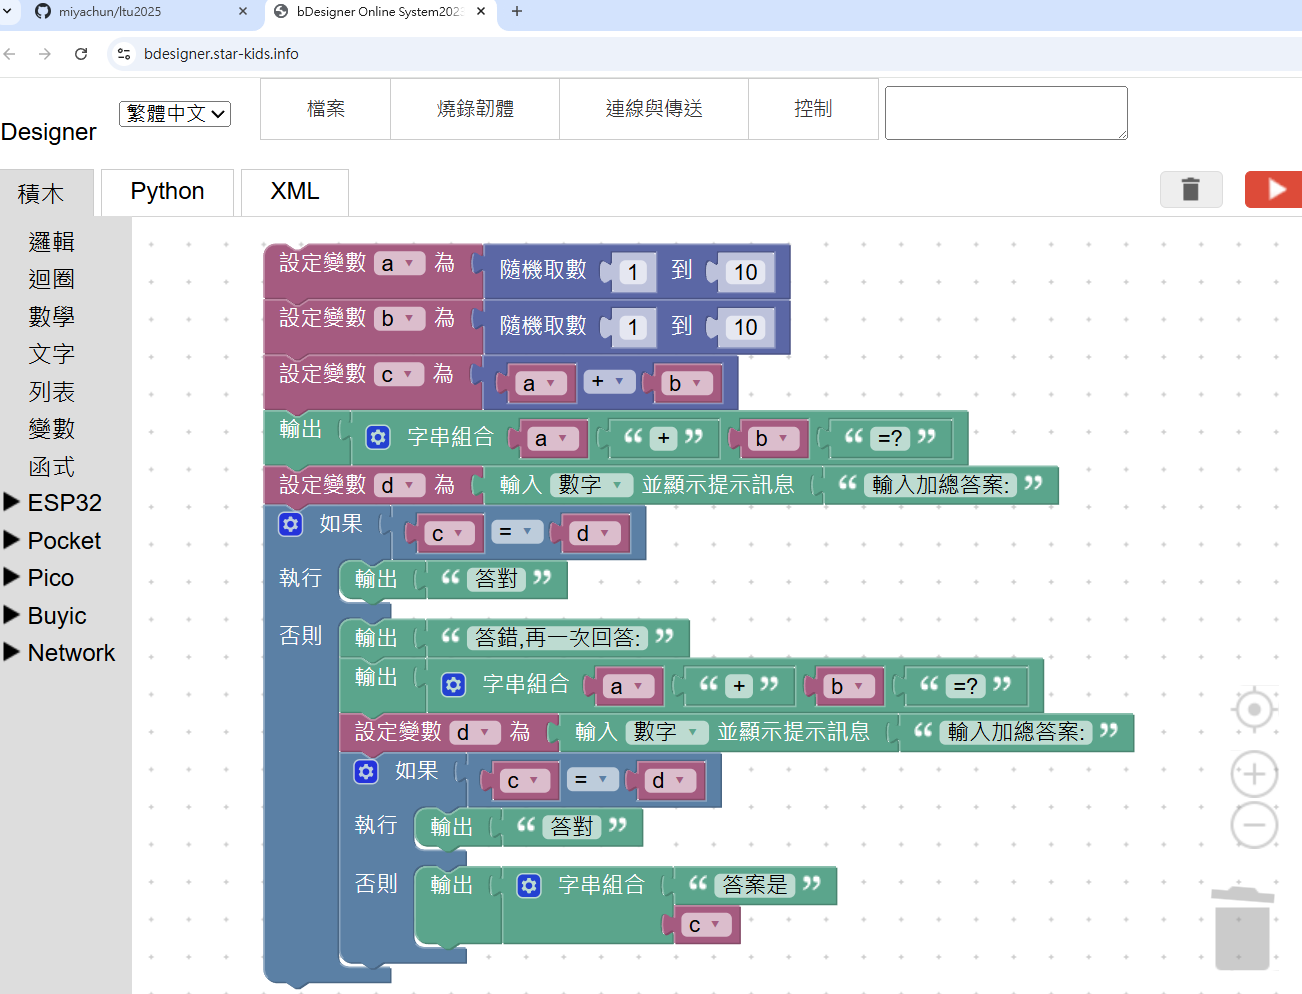 miyachun/ltu2025
bDesigner Online System202
bdesigner.star-kids.info
Designer
繁體中文
檔案
燒錄韌體
連線與傳送
控制
積木
Python
XML
邏輯
迴圈
數學
文字
列表
變數
函式
ESP32
Pocket
Pico
Buyic
Network
設定變數 a 為 隨機取數 1 到 10
設定變數 b 為 隨機取數 1 到 10
設定變數 c 為 a + b
輸出 字串組合 a “ + ” b “ =? ”
設定變數 d 為 輸入 數字 並顯示提示訊息 “ 輸入加總答案: ”
如果 c = d
執行 輸出 “ 答對 ”
否則 輸出 “ 答錯,再一次回答: ”
輸出 字串組合 a “ + ” b “ =? ”
設定變數 d 為 輸入 數字 並顯示提示訊息 “ 輸入加總答案: ”
如果 c = d
執行 輸出 “ 答對 ”
否則 輸出 字串組合 “ 答案是 ”
c